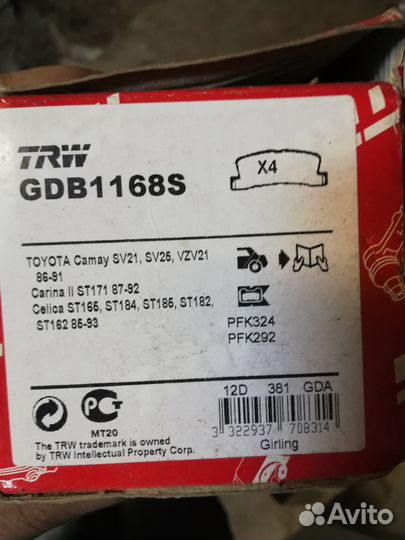 TRW
GDB1168S
X4
TOYOTA Camay SV21, SV25, VZV21
86-91
Carina II ST171 87-92
Celica ST165, ST184, ST185, ST182,
ST162 85-93
PFK324
PFK292
12D 381 GDA
3 322937 708314
Girling
MT20
The TRW trademark is owned
by TRW Intellectual Property Corp.
Avito